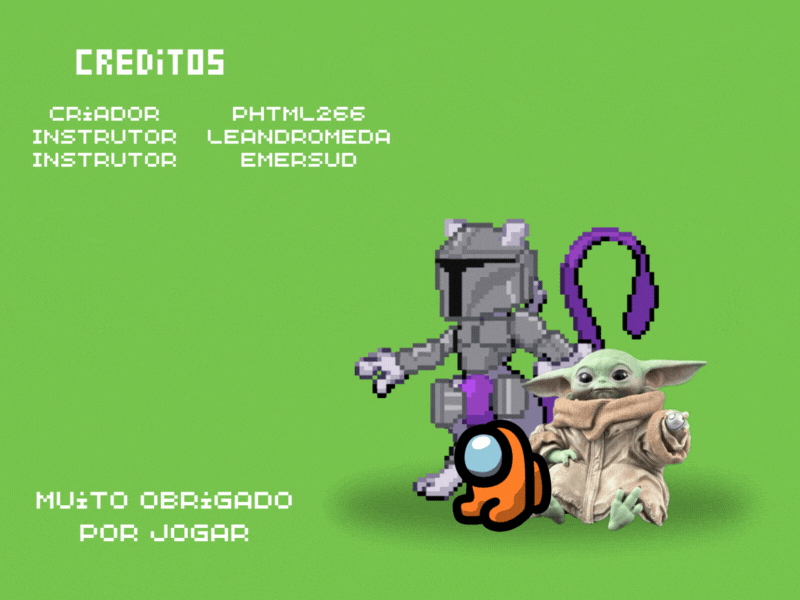 CREDiTOS
CRiADOR PHTML266
INSTRUTOR LEANDROMEDA
INSTRUTOR EMERSUD
MUiTO OBRiGADO
POR JOGAR